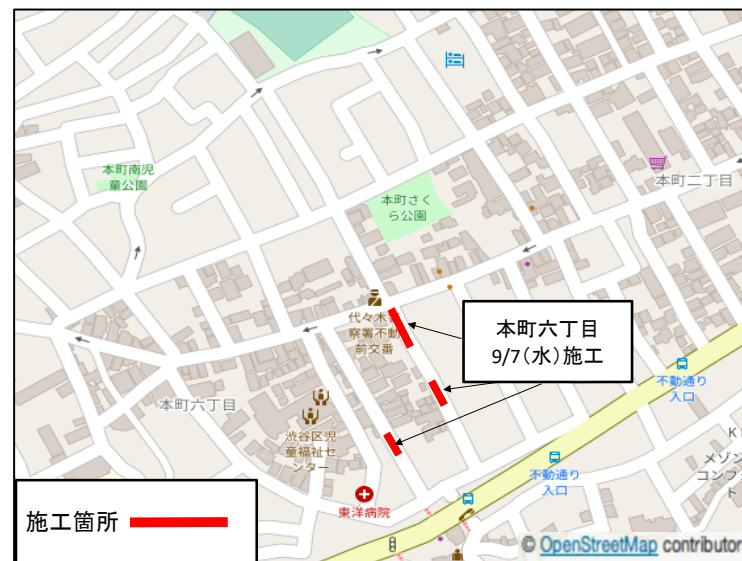 本町南児
童公園
本町さく
ら公園
本町二丁目
代々木警
察署不動
前交番
本町六丁目
9/7(水)施工
不動通り
入口
本町六丁目
渋谷区児
童福祉セ
ンター
メゾン
コンフ
ト
不動通り
入口
東洋病院
施工箇所
© OpenStreetMap contributor